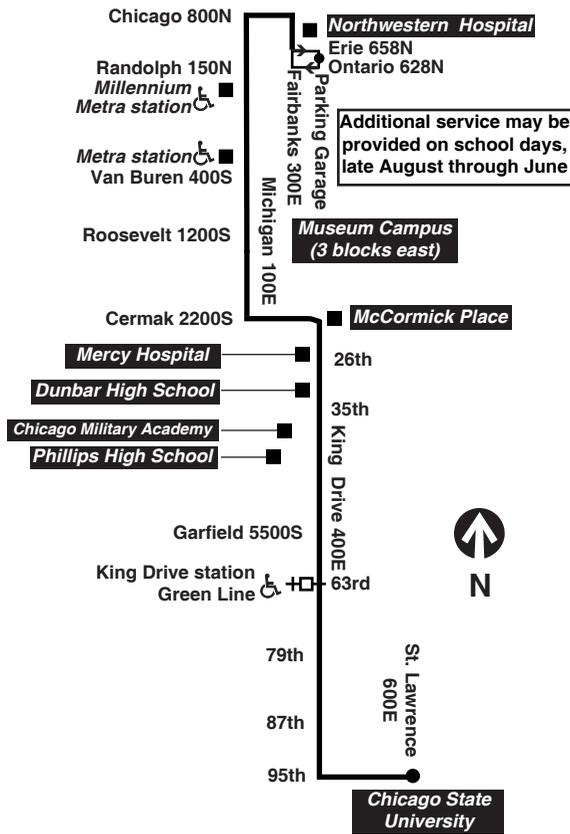 Chicago 800N
Northwestern Hospital
Erie 658N
Ontario 628N
Randolph 150N
Millennium
Metra station
Parking Garage
Fairbanks 300E
Additional service may be
provided on school days,
late August through June
Metra station
Van Buren 400S
Michigan 100E
Roosevelt 1200S
Museum Campus
(3 blocks east)
Cermak 2200S
McCormick Place
Mercy Hospital
26th
Dunbar High School
35th
Chicago Military Academy
Phillips High School
King Drive 400E
Garfield 5500S
N
King Drive station
Green Line
63rd
79th
St. Lawrence
600E
87th
95th
Chicago State
University